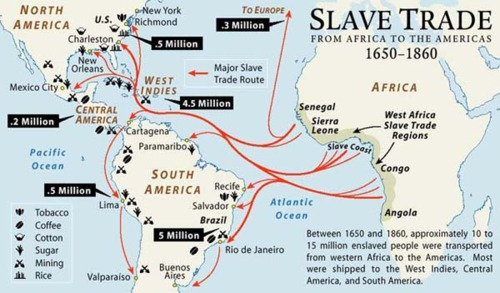 SLAVE TRADE
FROM AFRICA TO THE AMERICAS
1650–1860
NORTH
AMERICA
U.S.
New York
Richmond
Charleston
.5 Million
New
Orleans
TO EUROPE
.3 Million
Major Slave
Trade Route
Mexico City
WEST
INDIES
4.5 Million
.2 Million
CENTRAL
AMERICA
Cartagena
Paramaribo
Pacific
Ocean
SOUTH
AMERICA
.5 Million
Lima
Recife
Salvador
Brazil
5 Million
Rio de Janeiro
Valparaíso
Buenos
Aires
Atlantic
Ocean
AFRICA
Senegal
Sierra
Leone
West Africa
Slave Trade
Regions
Slave Coast
Congo
Angola
Tobacco
Coffee
Cotton
Sugar
Mining
Rice
Between 1650 and 1860, approximately 10 to
15 million enslaved people were transported
from western Africa to the Americas. Most
were shipped to the West Indies, Central
America, and South America.